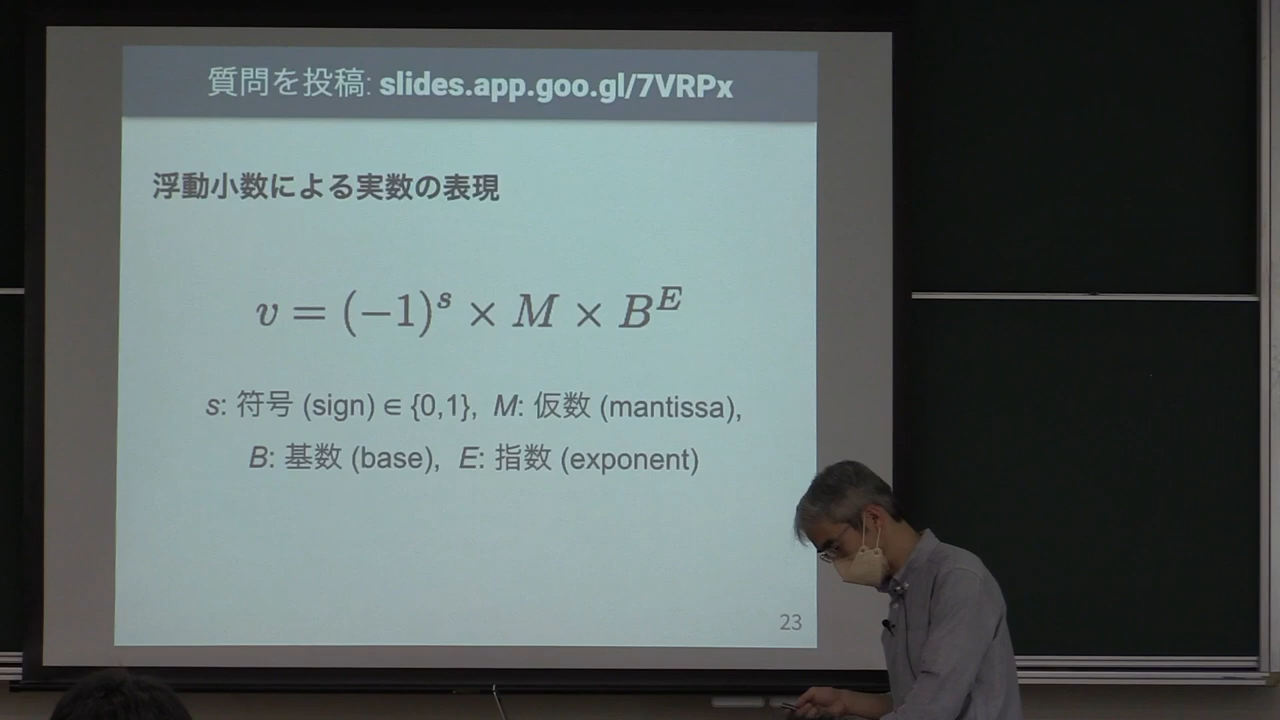 質問を投稿: slides.app.goo.gl/7VRPx
浮動小数による実数の表現
v = (−1)^s × M × B^E
s: 符号 (sign) ∈ {0,1}, M: 仮数 (mantissa),
B: 基数 (base), E: 指数 (exponent)
23